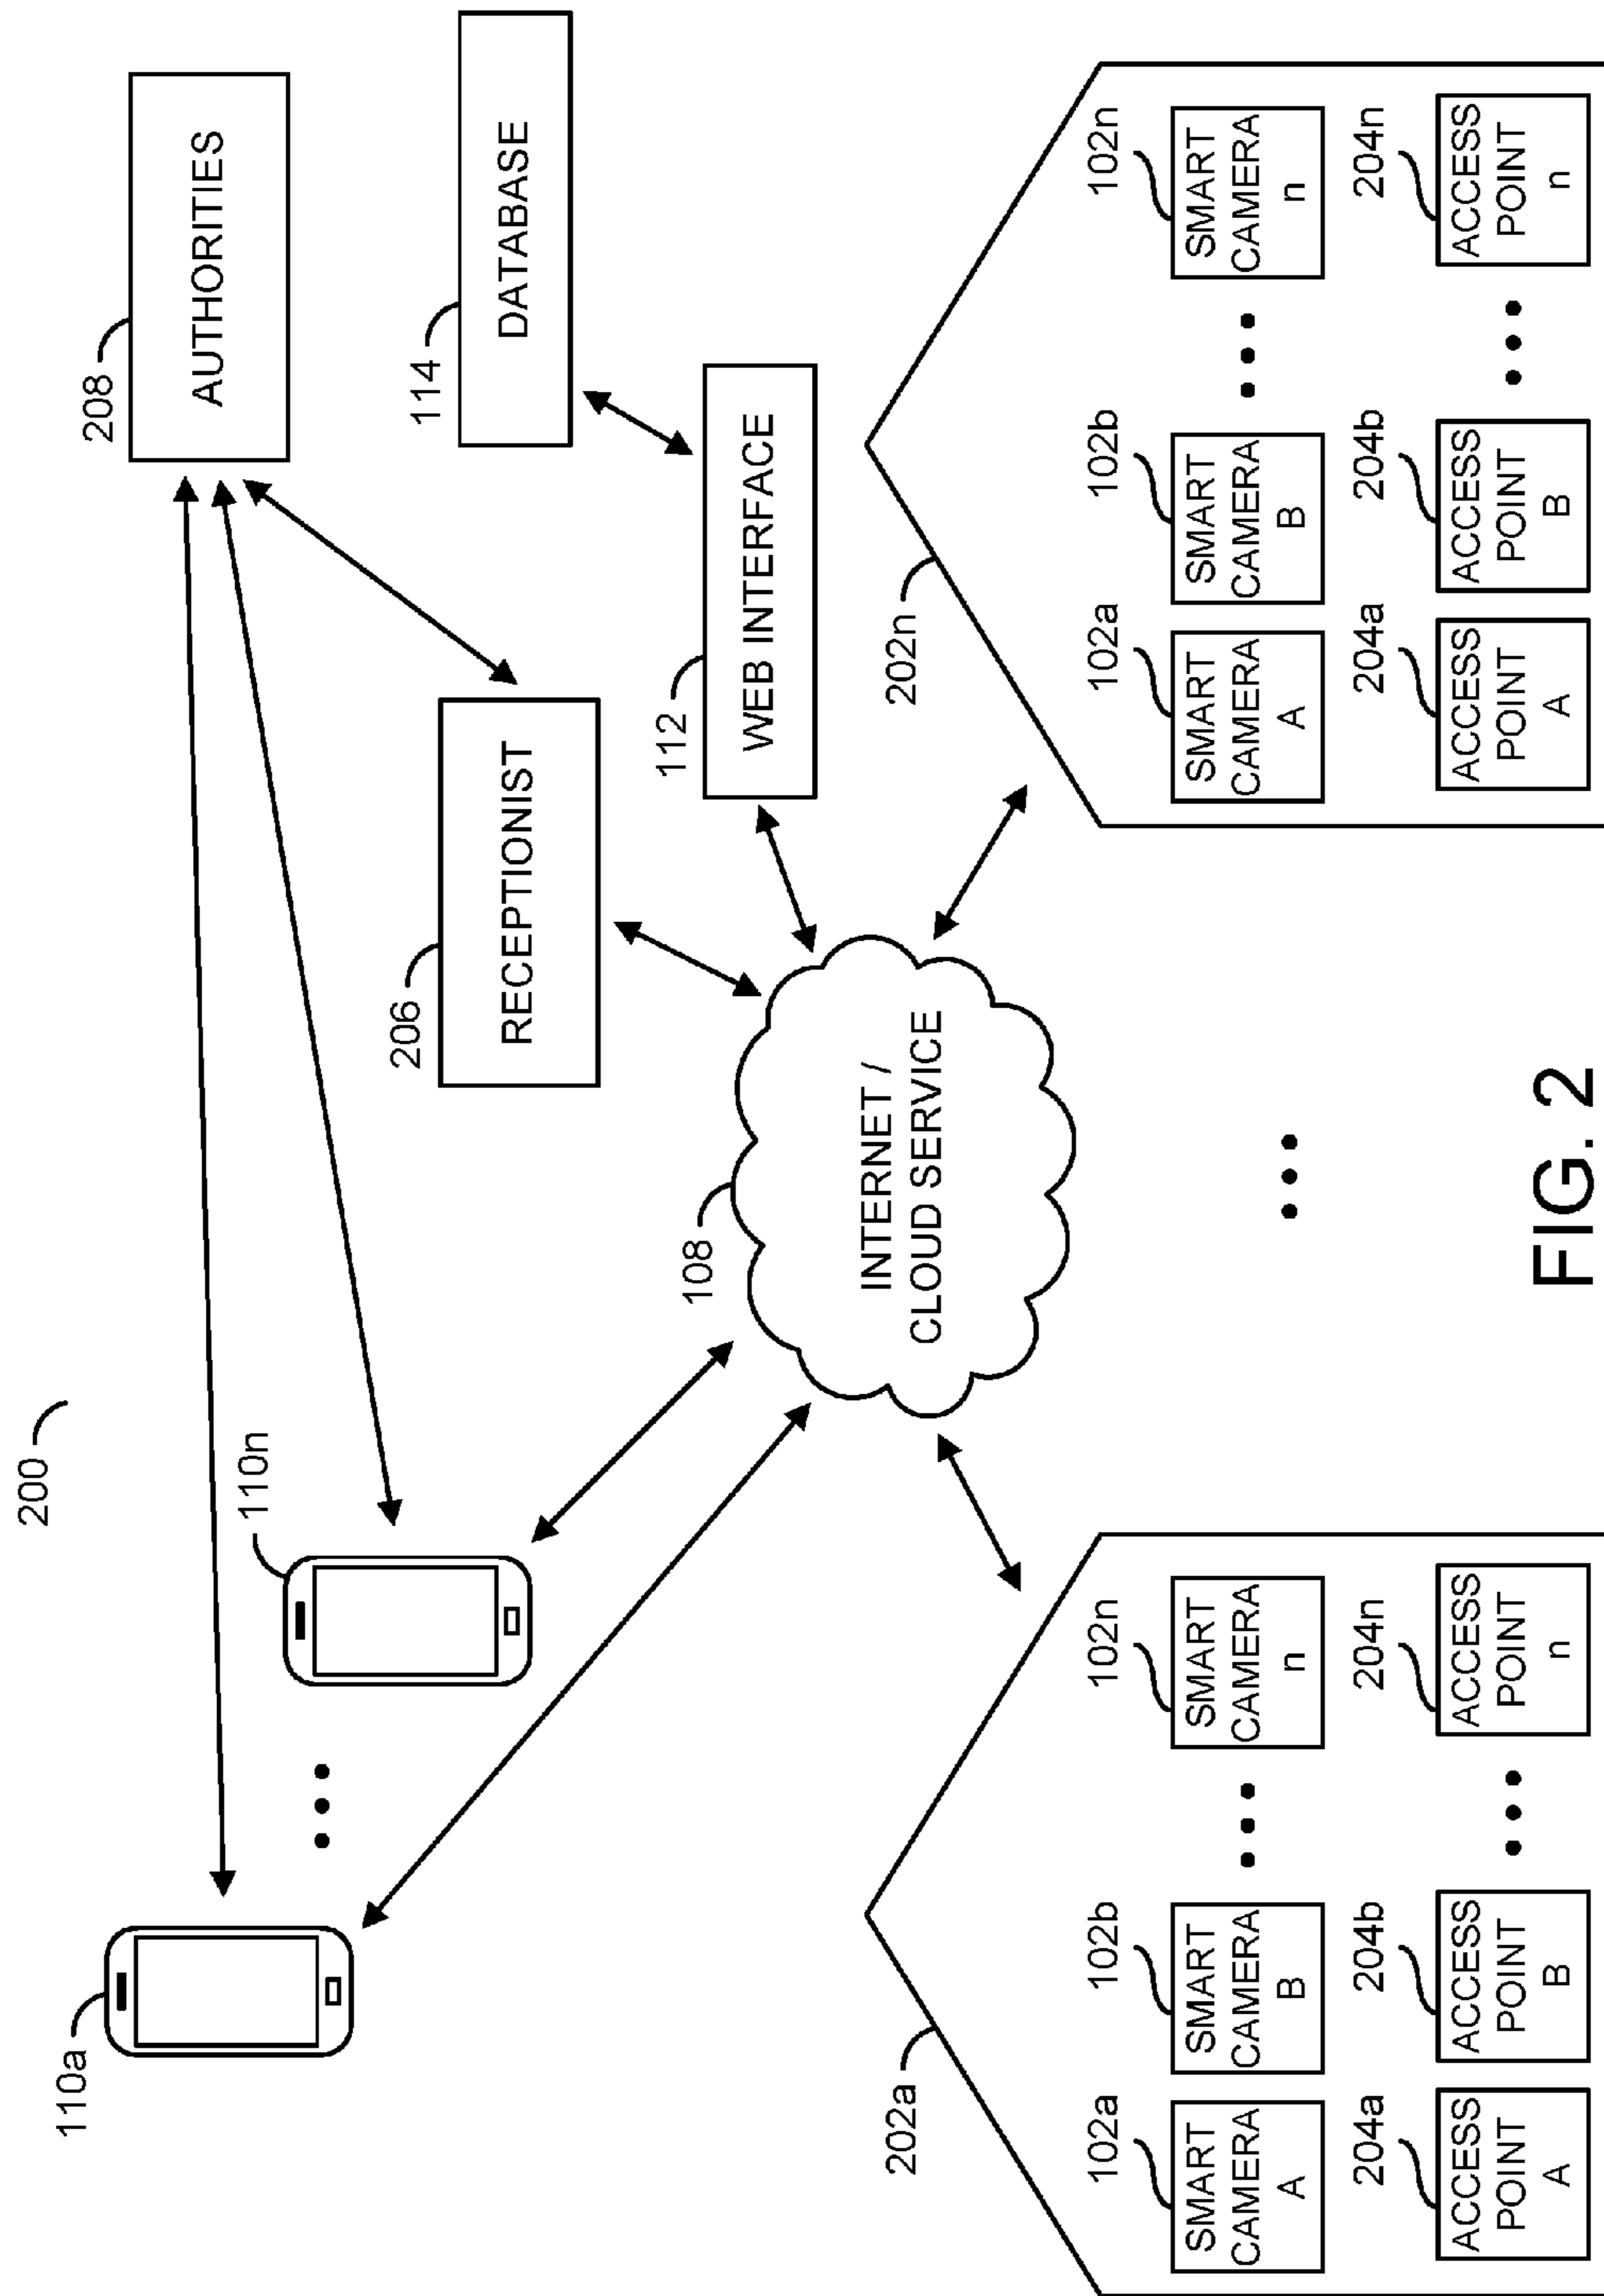 200
110a
110n
208
AUTHORITIES
206
RECEPTIONIST
114
DATABASE
112
WEB INTERFACE
108
INTERNET /
CLOUD SERVICE
202a
102a
102b
102n
SMART
CAMERA
A
SMART
CAMERA
B
SMART
CAMERA
n
204a
204b
204n
ACCESS
POINT
A
ACCESS
POINT
B
ACCESS
POINT
n
202n
102a
102b
102n
SMART
CAMERA
A
SMART
CAMERA
B
SMART
CAMERA
n
204a
204b
204n
ACCESS
POINT
A
ACCESS
POINT
B
ACCESS
POINT
n
FIG. 2